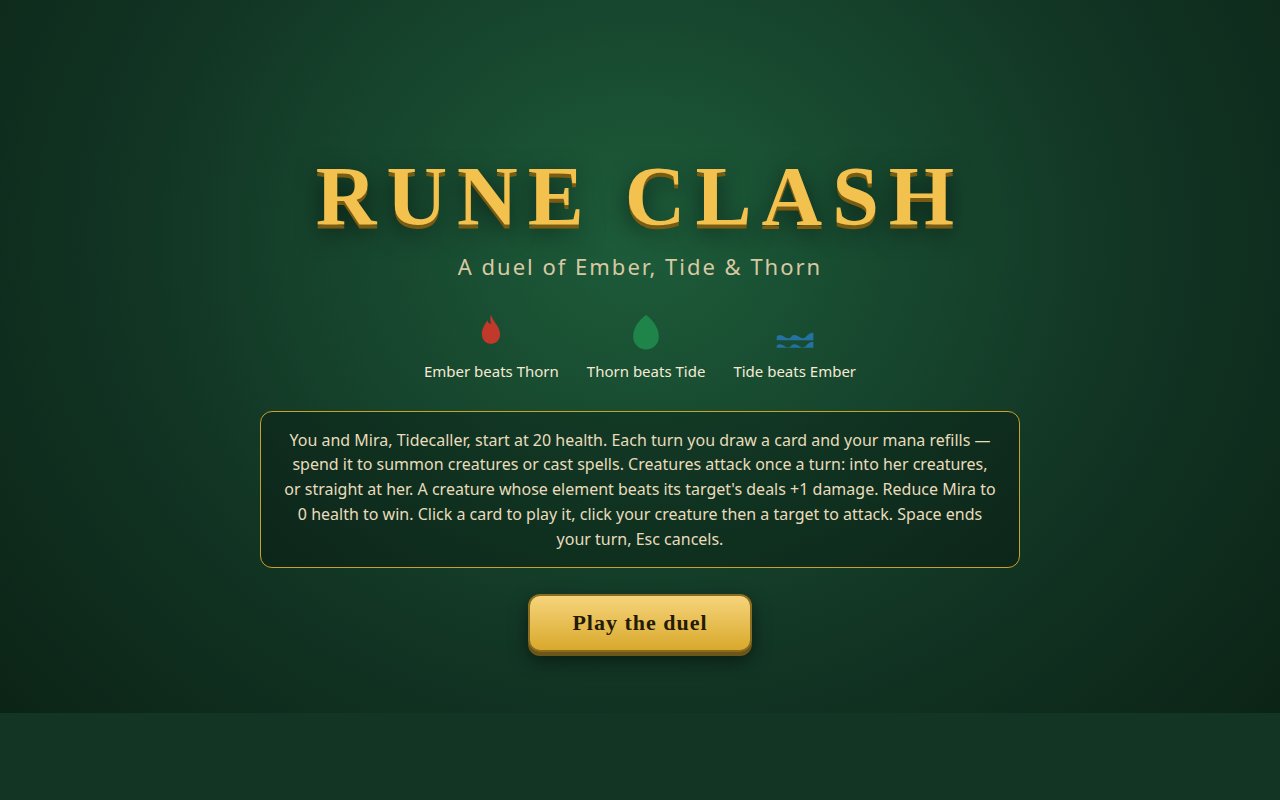 RUNE CLASH
A duel of Ember, Tide & Thorn
Ember beats Thorn
Thorn beats Tide
Tide beats Ember
You and Mira, Tidecaller, start at 20 health. Each turn you draw a card and your mana refills —
spend it to summon creatures or cast spells. Creatures attack once a turn: into her creatures,
or straight at her. A creature whose element beats its target's deals +1 damage. Reduce Mira to
0 health to win. Click a card to play it, click your creature then a target to attack. Space ends
your turn, Esc cancels.
Play the duel